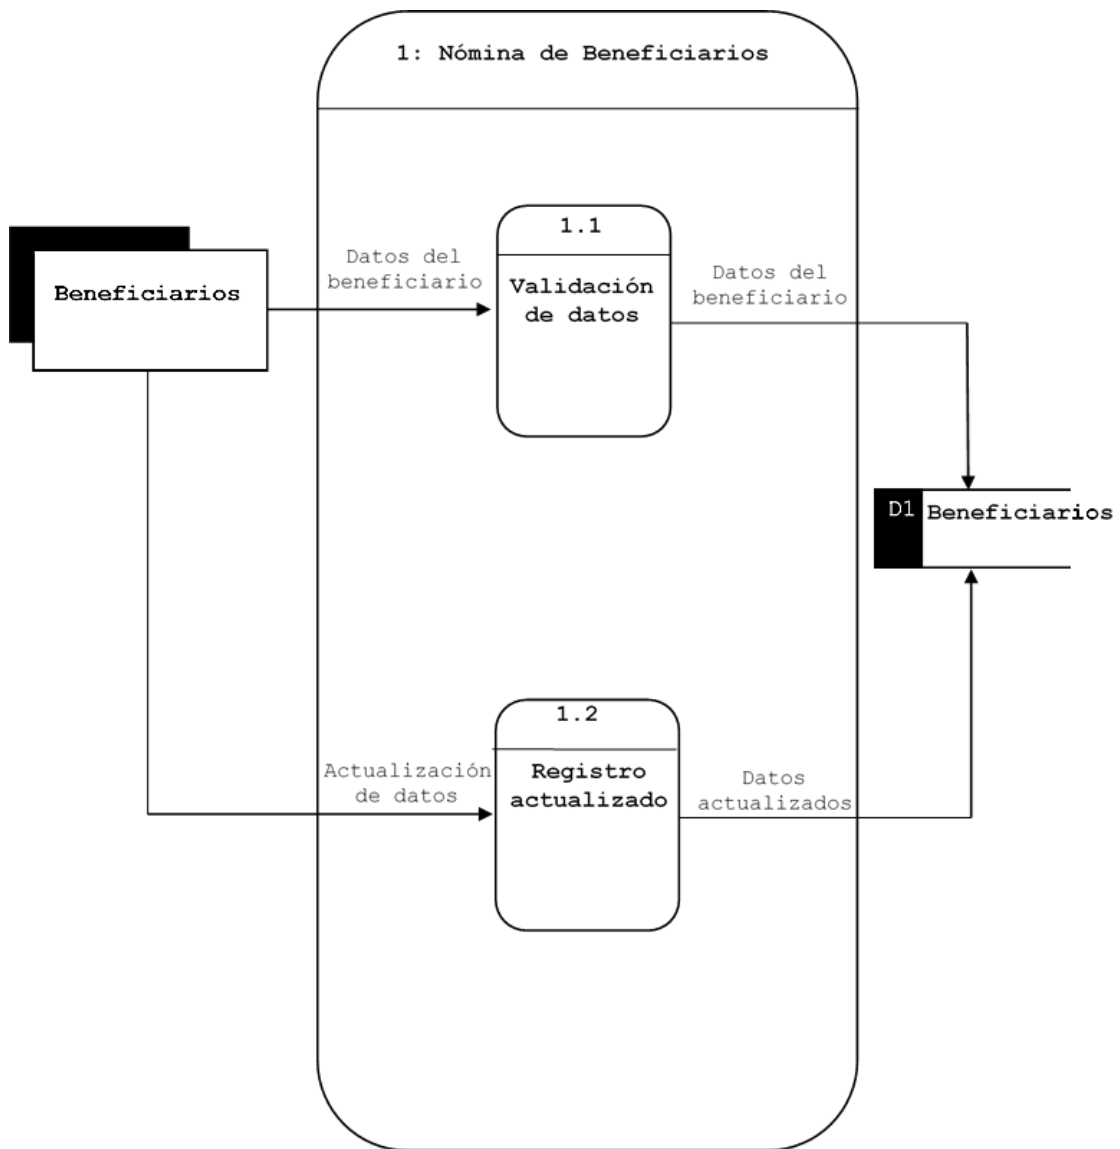 1: Nómina de Beneficiarios
Beneficiarios
Datos del
beneficiario
1.1
Validación
de datos
Datos del
beneficiario
D1 Beneficiarios
Actualización
de datos
1.2
Registro
actualizado
Datos
actualizados